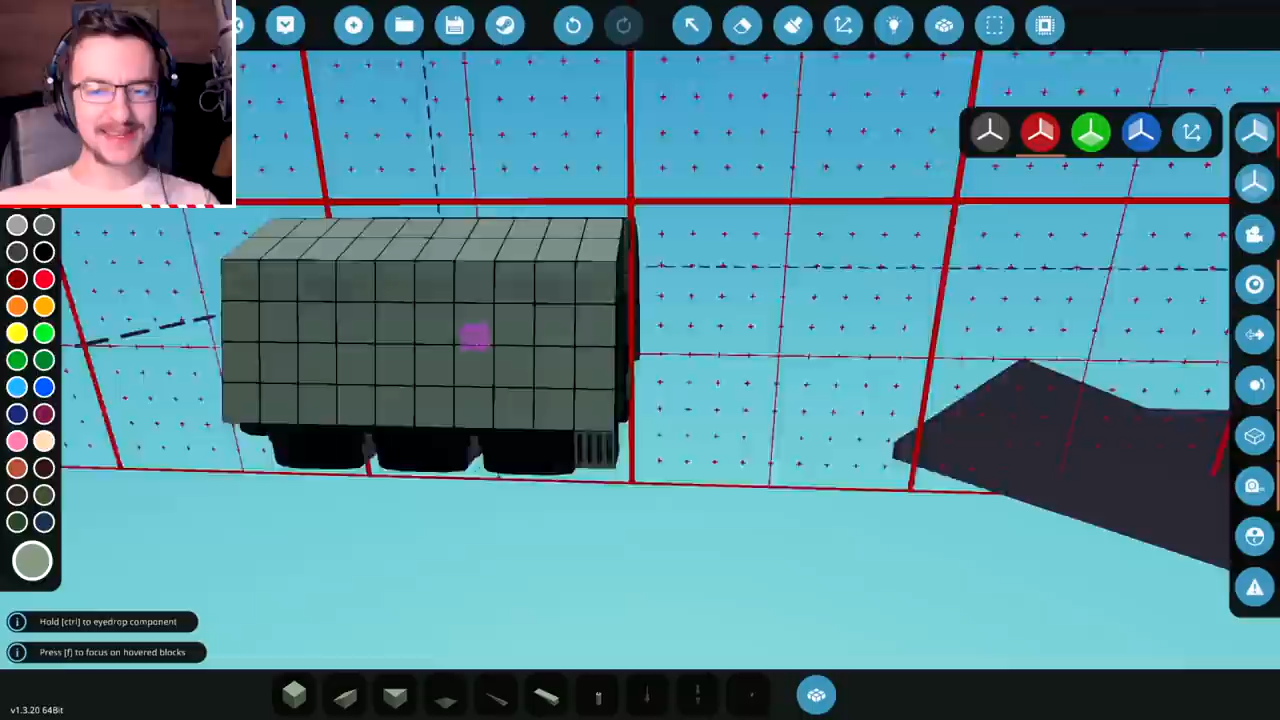 Hold [ctrl] to eyedrop component
Press [f] to focus on hovered blocks
v1.3.20 64Bit